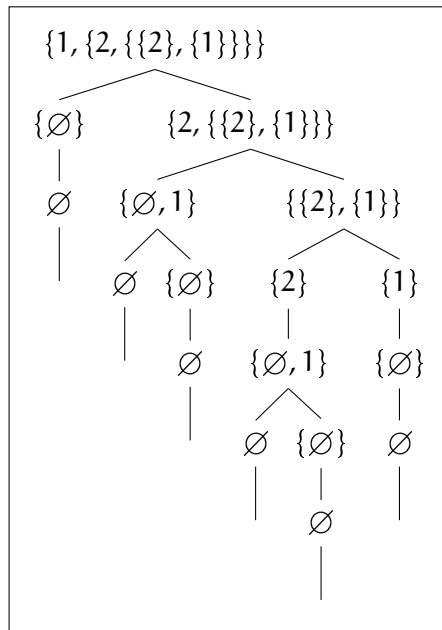 {1, {2, {{2}, {1}}}}
{∅} {2, {{2}, {1}}}
∅ {∅, 1} {{2}, {1}}
∅ {∅} {2} {1}
∅ {∅, 1} {∅}
∅ {∅} ∅
∅